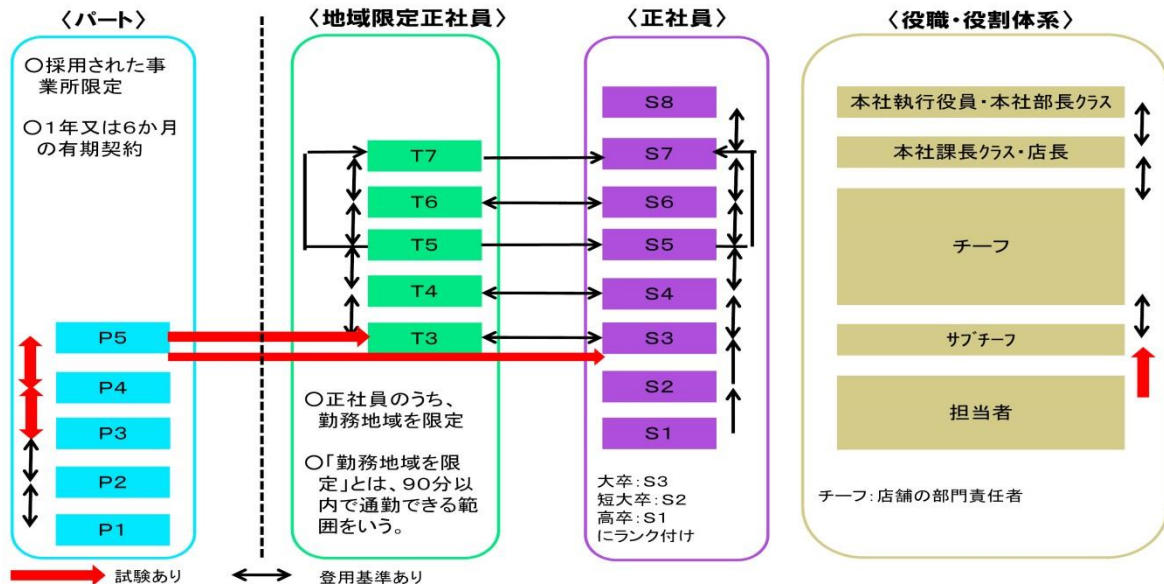 〈パート〉
〈地域限定正社員〉
〈正社員〉
〈役職・役割体系〉
○採用された事
業所限定
○1年又は6か月
の有期契約
P5
P4
P3
P2
P1
T7
T6
T5
T4
T3
○正社員のうち、
勤務地域を限定
○「勤務地域を限
定」とは、90分以
内で通勤できる範
囲をいう。
S8
S7
S6
S5
S4
S3
S2
S1
大卒:S3
短大卒:S2
高卒:S1
にランク付け
本社執行役員・本社部長クラス
本社課長クラス・店長
チーフ
サブチーフ
担当者
チーフ:店舗の部門責任者
試験あり
登用基準あり